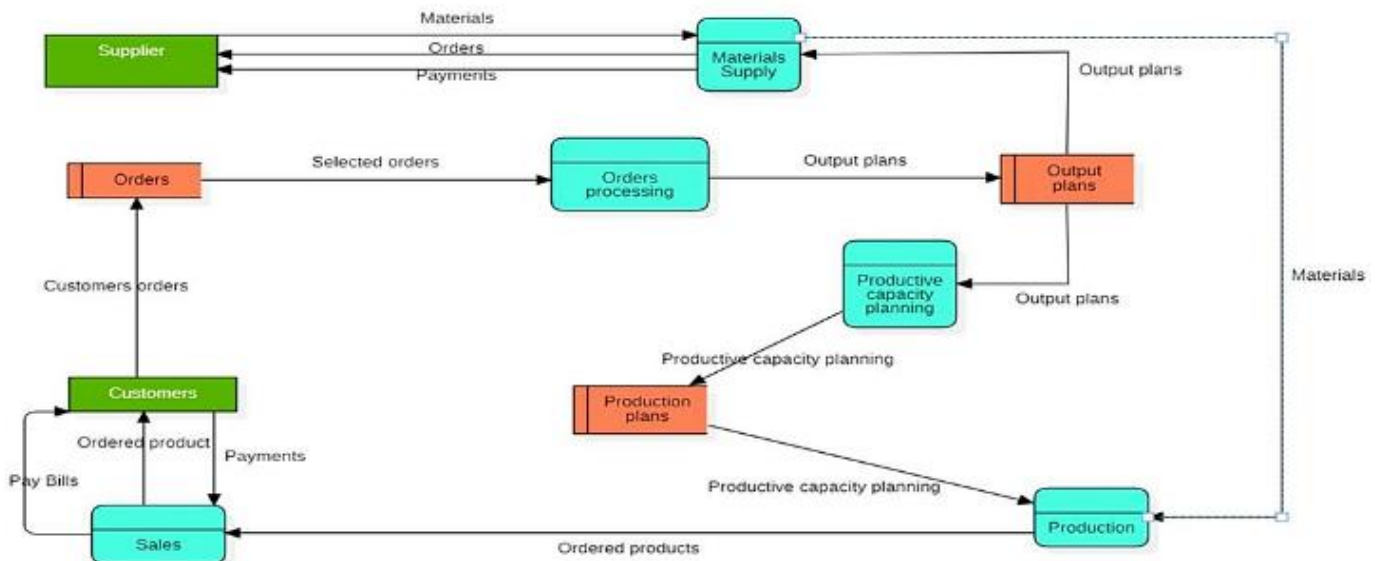 Materials
Supplier
Orders
Materials
Supply
Payments
Output plans
Selected orders
Output plans
Orders
Orders
processing
Output
plans
Customers orders
Productive
capacity
planning
Output plans
Materials
Productive capacity planning
Customers
Production
plans
Ordered product
Payments
Pay Bills
Productive capacity planning
Sales
Production
Ordered products